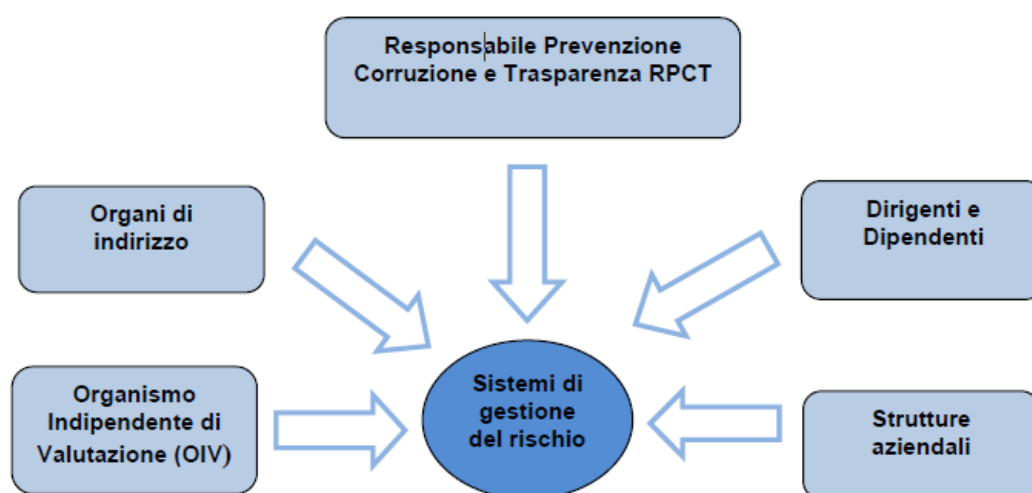 Responsabile Prevenzione
Corruzione e Trasparenza RPCT
Organi di
indirizzo
Dirigenti e
Dipendenti
Organismo
Indipendente di
Valutazione (OIV)
Sistemi di
gestione
del rischio
Strutture
aziendali